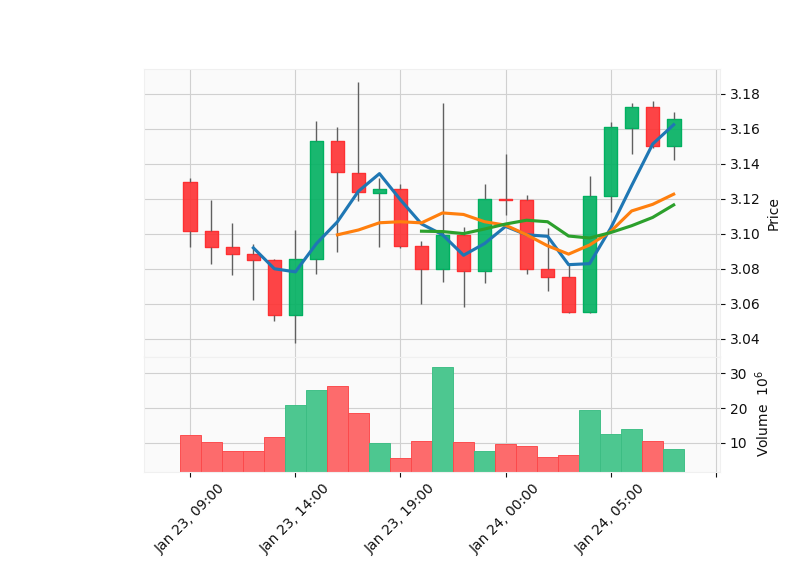 3.18
3.16
3.14
3.12
3.10
3.08
3.06
3.04
Price
30
20
10
Volume 10⁶
Jan 23, 09:00
Jan 23, 14:00
Jan 23, 19:00
Jan 24, 00:00
Jan 24, 05:00